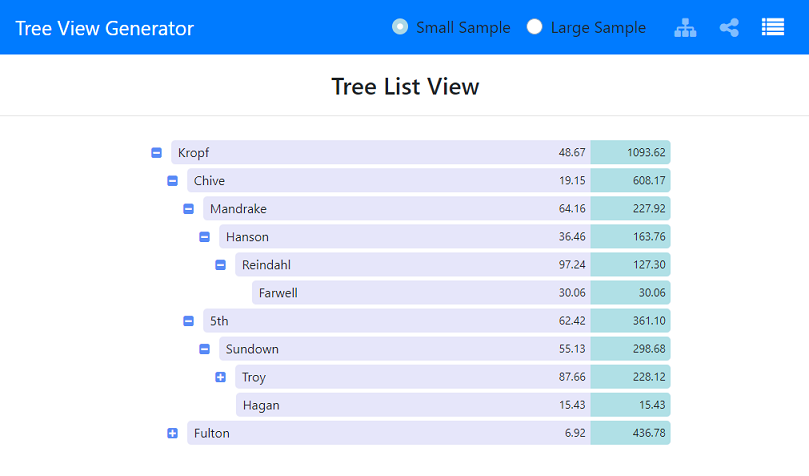 Tree View Generator Small Sample Large Sample
Tree List View
Kropf 48.67 1093.62
Chive 19.15 608.17
Mandrake 64.16 227.92
Hanson 36.46 163.76
Reindahl 97.24 127.30
Farwell 30.06 30.06
5th 62.42 361.10
Sundown 55.13 298.68
Troy 87.66 228.12
Hagan 15.43 15.43
Fulton 6.92 436.78